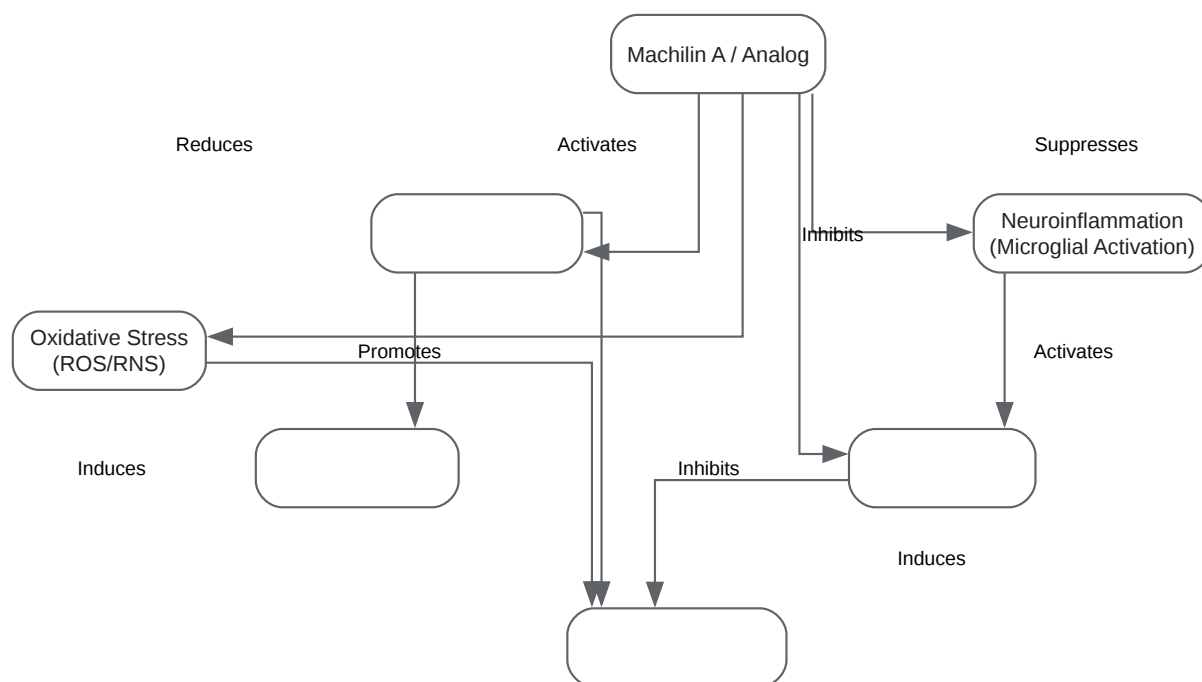 Machilin A / Analog
Reduces
Activates
Suppresses
Neuroinflammation
(Microglial Activation)
Inhibits
Oxidative Stress
(ROS/RNS)
Promotes
Activates
Induces
Inhibits
Induces